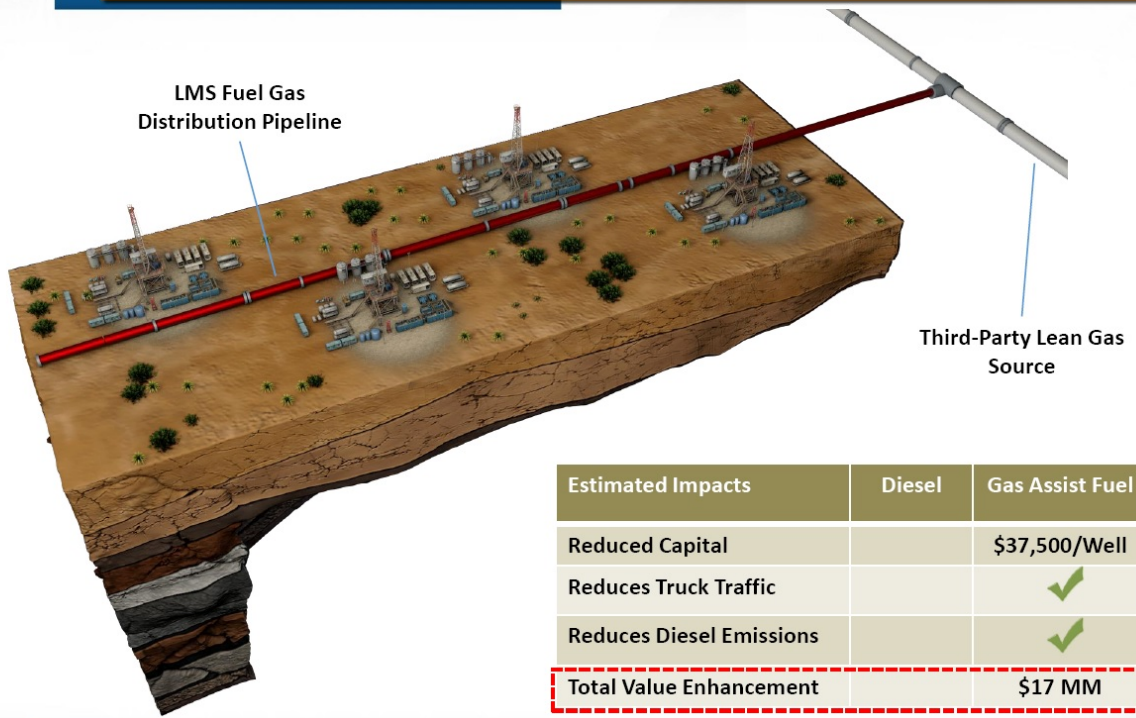 LMS Fuel Gas
Distribution Pipeline
Third-Party Lean Gas
Source
Estimated Impacts Diesel Gas Assist Fuel
Reduced Capital $37,500/Well
Reduces Truck Traffic ✓
Reduces Diesel Emissions ✓
Total Value Enhancement $17 MM